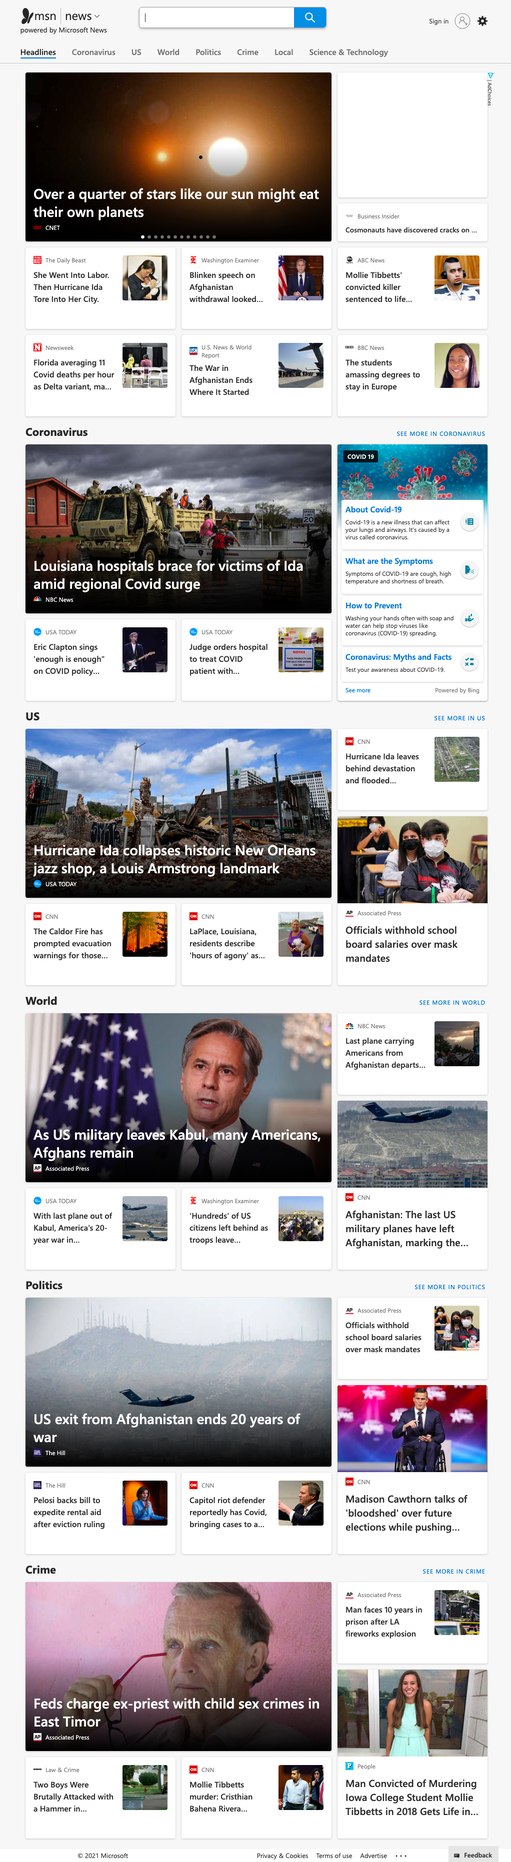 msn | news
powered by Microsoft News
Sign in
Headlines
Coronavirus
US
World
Politics
Crime
Local
Science & Technology
AdChoices
Over a quarter of stars like our sun might eat
their own planets
CNET
Business Insider
Cosmonauts have discovered cracks on ...
The Daily Beast
She Went Into Labor.
Then Hurricane Ida
Tore Into Her City.
Washington Examiner
Blinken speech on
Afghanistan
withdrawal looked...
ABC News
Mollie Tibbetts'
convicted killer
sentenced to life...
Newsweek
Florida averaging 11
Covid deaths per hour
as Delta variant, ma...
U.S. News & World
Report
The War in
Afghanistan Ends
Where It Started
BBC News
The students
amassing degrees to
stay in Europe
Coronavirus
SEE MORE IN CORONAVIRUS
Louisiana hospitals brace for victims of Ida
amid regional Covid surge
NBC News
COVID 19
About Covid-19
Covid-19 is a new illness that can affect
your lungs and airways. It's caused by a
virus called coronavirus.
What are the Symptoms
Symptoms of COVID-19 are cough, high
temperature and shortness of breath.
How to Prevent
Washing your hands often with soap and
water can help stop viruses like
coronavirus (COVID-19) spreading.
Coronavirus: Myths and Facts
Test your awareness about COVID-19.
See more
Powered by Bing
USA TODAY
Eric Clapton sings
'enough is enough"
on COVID policy...
USA TODAY
Judge orders hospital
to treat COVID
patient with...
US
SEE MORE IN US
Hurricane Ida collapses historic New Orleans
jazz shop, a Louis Armstrong landmark
USA TODAY
CNN
Hurricane Ida leaves
behind devastation
and flooded...
Associated Press
Officials withhold school
board salaries over mask
mandates
CNN
The Caldor Fire has
prompted evacuation
warnings for those...
CNN
LaPlace, Louisiana,
residents describe
'hours of agony' as...
World
SEE MORE IN WORLD
As US military leaves Kabul, many Americans,
Afghans remain
Associated Press
NBC News
Last plane carrying
Americans from
Afghanistan departs...
CNN
Afghanistan: The last US
military planes have left
Afghanistan, marking the...
USA TODAY
With last plane out of
Kabul, America's 20-
year war in...
Washington Examiner
'Hundreds' of US
citizens left behind as
troops leave...
Politics
SEE MORE IN POLITICS
US exit from Afghanistan ends 20 years of
war
The Hill
Associated Press
Officials withhold
school board salaries
over mask mandates
CNN
Madison Cawthorn talks of
'bloodshed' over future
elections while pushing...
The Hill
Pelosi backs bill to
expedite rental aid
after eviction ruling
CNN
Capitol riot defender
reportedly has Covid,
bringing cases to a...
Crime
SEE MORE IN CRIME
Feds charge ex-priest with child sex crimes in
East Timor
Associated Press
Associated Press
Man faces 10 years in
prison after LA
fireworks explosion
People
Man Convicted of Murdering
Iowa College Student Mollie
Tibbetts in 2018 Gets Life in...
Law & Crime
Two Boys Were
Brutally Attacked with
a Hammer in...
CNN
Mollie Tibbetts
murder: Cristhian
Bahena Rivera...
© 2021 Microsoft
Privacy & Cookies
Terms of use
Advertise
...
Feedback